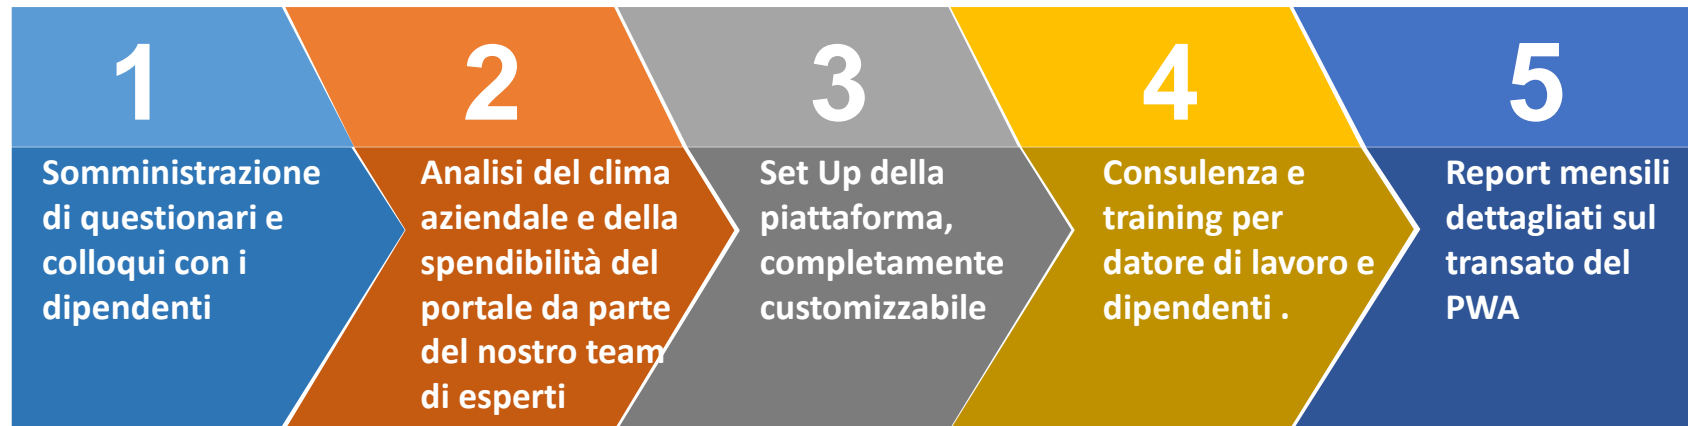 1
Somministrazione
di questionari e
colloqui con i
dipendenti
2
Analisi del clima
aziendale e della
spendibilità del
portale da parte
del nostro team
di esperti
3
Set Up della
piattaforma,
completamente
customizzabile
4
Consulenza e
training per
datore di lavoro e
dipendenti .
5
Report mensili
dettagliati sul
transato del
PWA